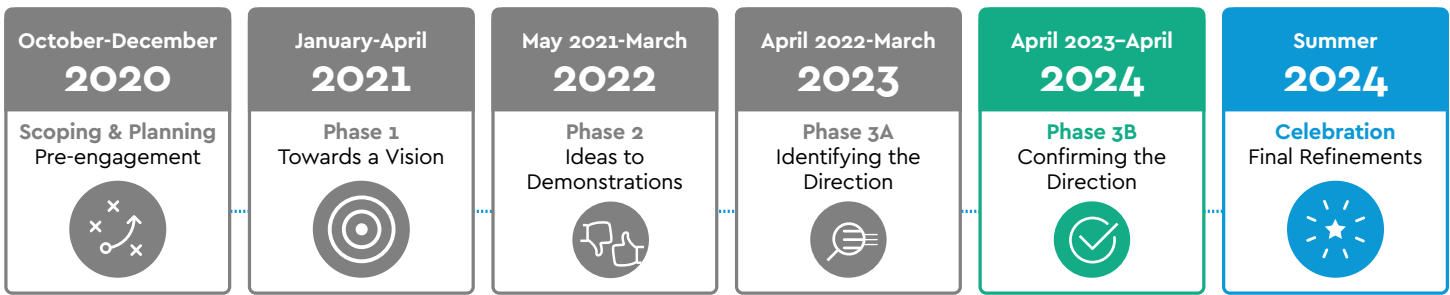 October-December
2020
Scoping & Planning
Pre-engagement
January-April
2021
Phase 1
Towards a Vision
May 2021-March
2022
Phase 2
Ideas to
Demonstrations
April 2022-March
2023
Phase 3A
Identifying the
Direction
April 2023–April
2024
Phase 3B
Confirming the
Direction
Summer
2024
Celebration
Final Refinements